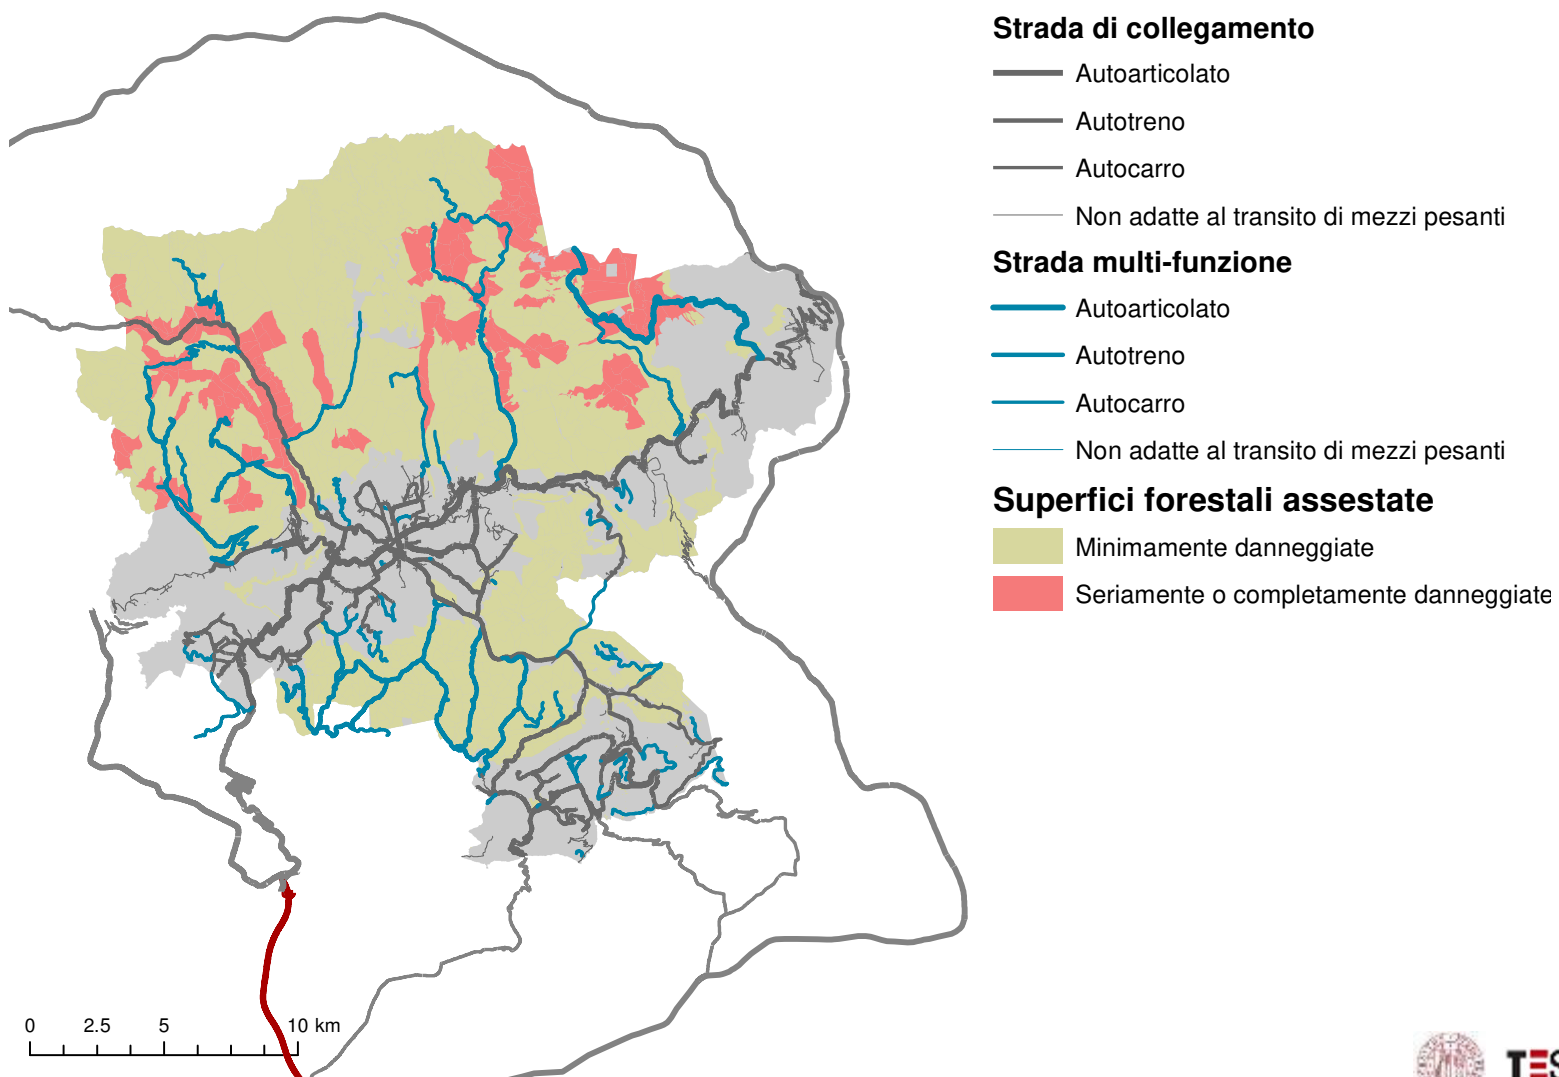 Strada di collegamento
Autoarticolato
Autotreno
Autocarro
Non adatte al transito di mezzi pesanti
Strada multi-funzione
Autoarticolato
Autotreno
Autocarro
Non adatte al transito di mezzi pesanti
Superfici forestali assestate
Minimamente danneggiate
Seriamente o completamente danneggiate
0 2.5 5 10 km